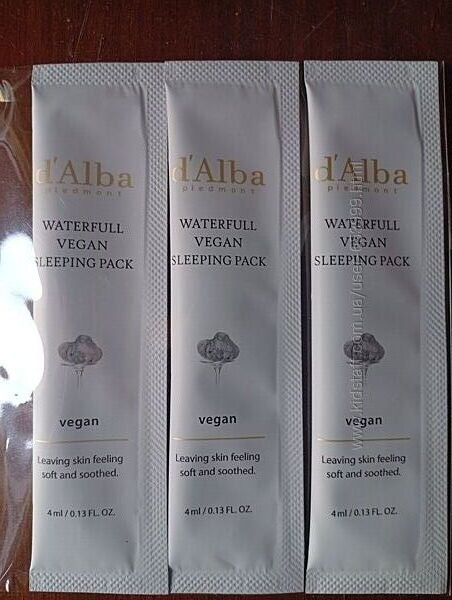 d'Alba
piedmont
WATERFULL
VEGAN
SLEEPING PACK
vegan
Leaving skin feeling
soft and soothed.
4 ml / 0.13 FL. OZ.
d'Alba
piedmont
WATERFULL
VEGAN
SLEEPING PACK
vegan
Leaving skin feeling
soft and soothed.
4 ml / 0.13 FL. OZ.
d'Alba
piedmont
WATERFULL
VEGAN
SLEEPING PACK
vegan
Leaving skin feeling
soft and soothed.
4 ml / 0.13 FL. OZ.